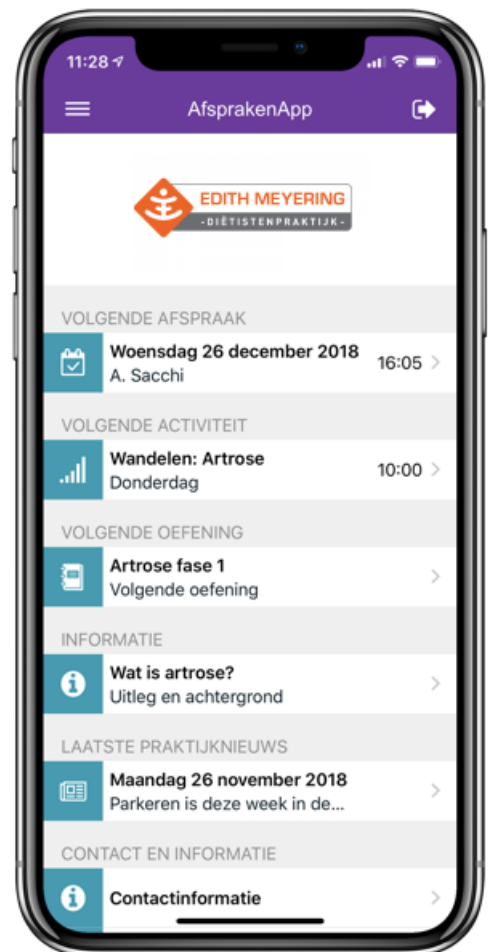 11:28
AfsprakenApp
EDITH MEYERING
-DIËTISTENPRAKTIJK-
VOLGENDE AFSPRAAK
Woensdag 26 december 2018
A. Sacchi
16:05
VOLGENDE ACTIVITEIT
Wandelen: Artrose
Donderdag
10:00
VOLGENDE OEFENING
Artrose fase 1
Volgende oefening
INFORMATIE
Wat is artrose?
Uitleg en achtergrond
LAATSTE PRAKTIJKNIEUWS
Maandag 26 november 2018
Parkeren is deze week in de...
CONTACT EN INFORMATIE
Contactinformatie